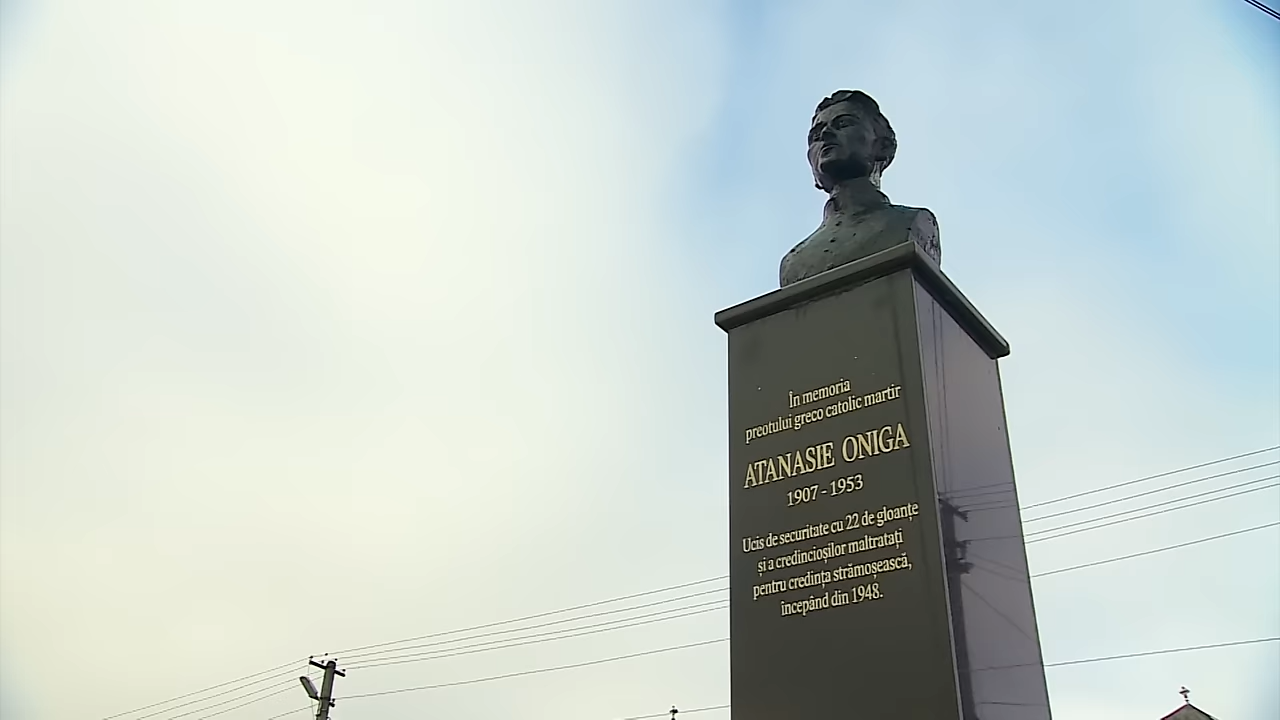 În memoria
preotului greco catolic martir
ATANASIE ONIGA
1907 - 1953
Ucis de securitate cu 22 de gloanțe
și a credincioșilor maltratați
pentru credința strămoșească,
începând din 1948.